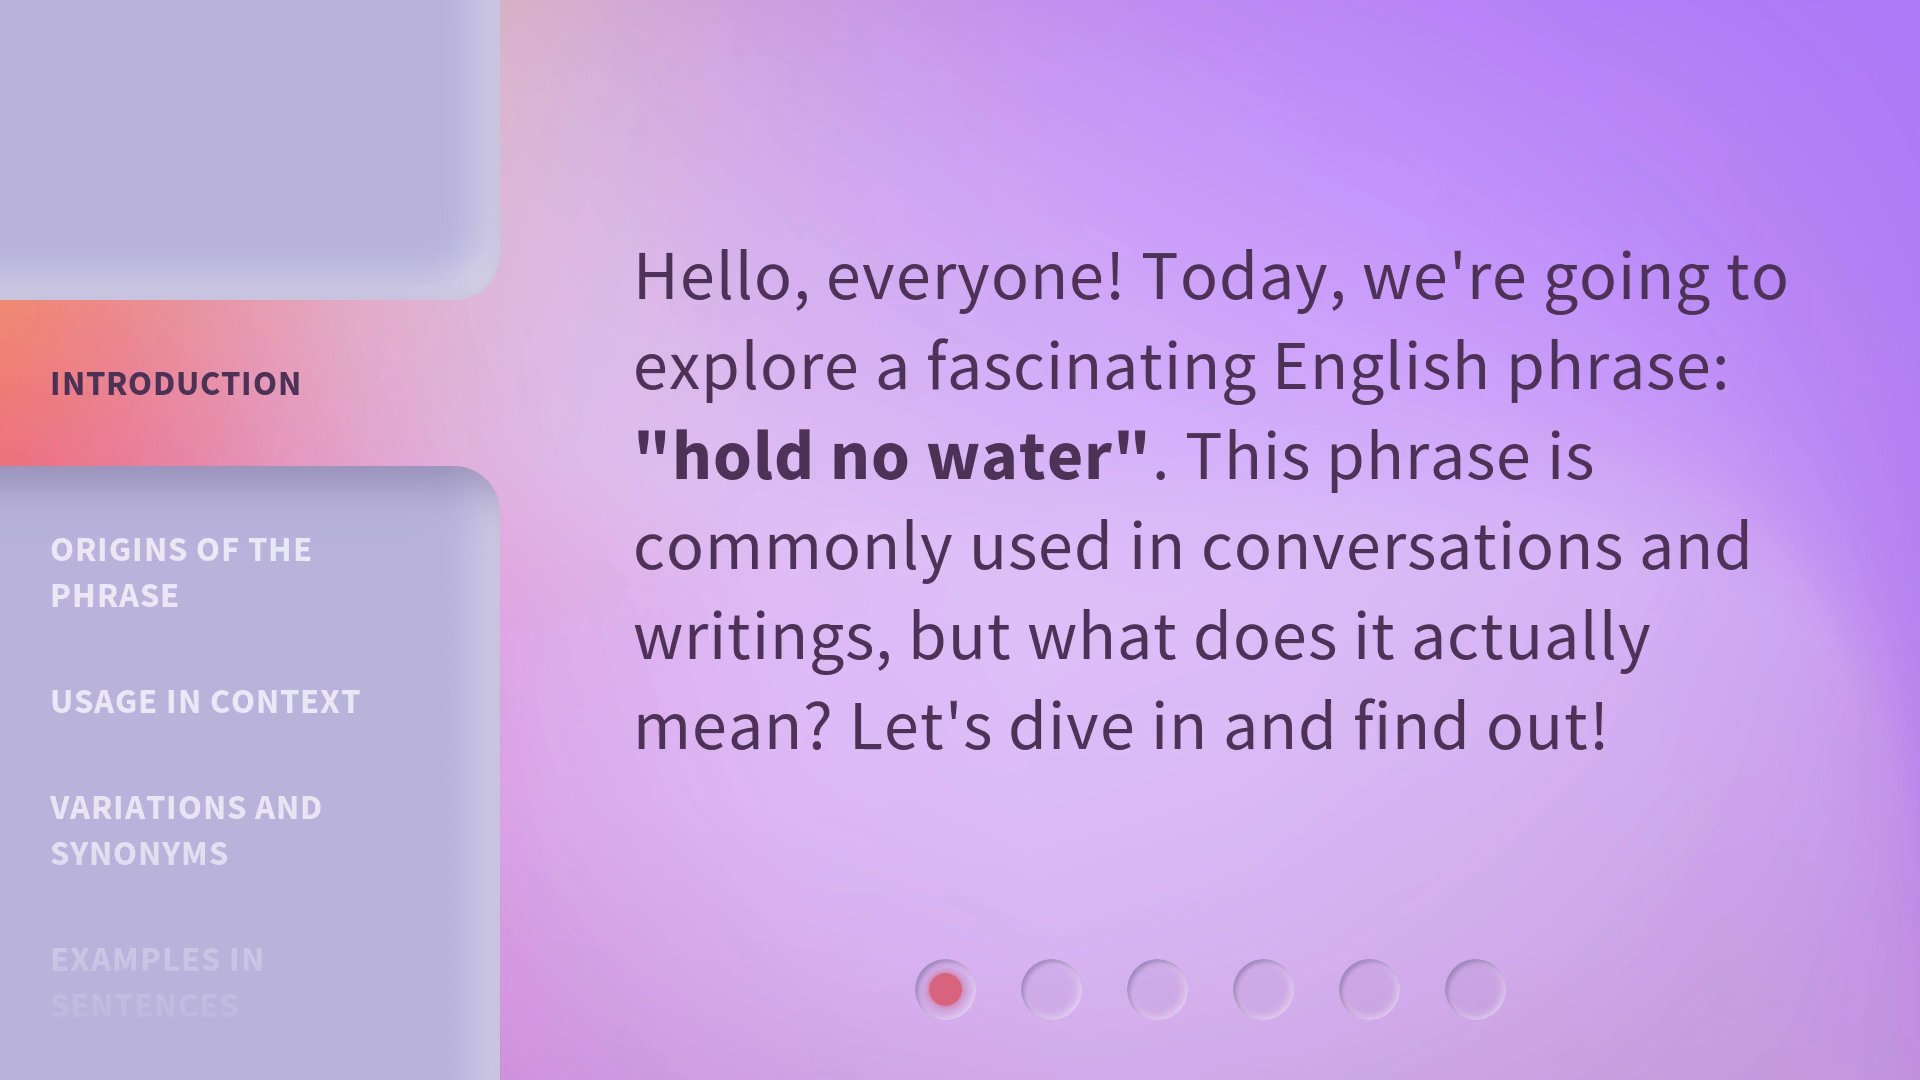 INTRODUCTION
ORIGINS OF THE
PHRASE
USAGE IN CONTEXT
VARIATIONS AND
SYNONYMS
EXAMPLES IN
SENTENCES
Hello, everyone! Today, we're going to
explore a fascinating English phrase:
"hold no water". This phrase is
commonly used in conversations and
writings, but what does it actually
mean? Let's dive in and find out!